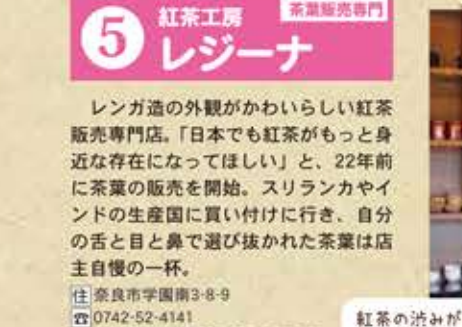 茶葉販売専門
5 紅茶工房
レジーナ
レンガ造の外観がかわいらしい紅茶
販売専門店。「日本でも紅茶がもっと身
近な存在になってほしい」と、22年前
に茶葉の販売を開始。スリランカやイ
ンドの生産国に買い付けに行き、自分
の舌と目と鼻で選び抜かれた茶葉は店
主自慢の一杯。
住 奈良市学園南3-8-9
☎ 0742-52-4141
紅茶の渋みが